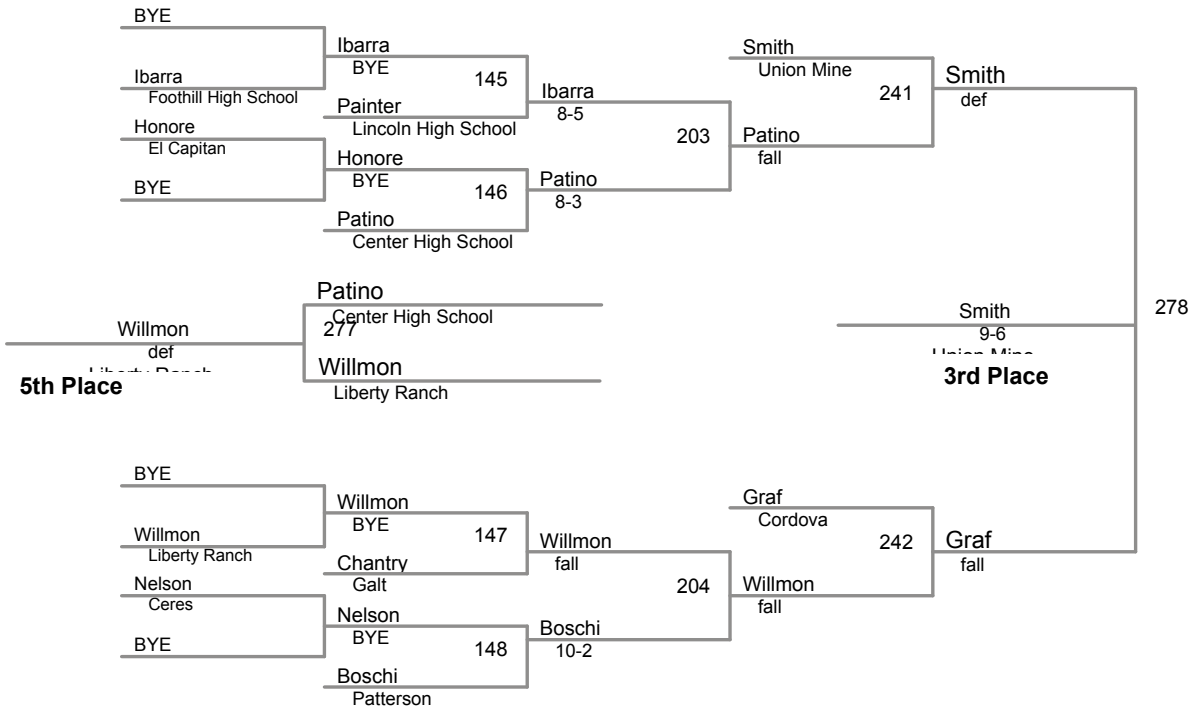 BYE
Ibarra
Foothill High School
Honore
El Capitan
BYE
Ibarra
BYE
145
Painter
Lincoln High School
Honore
BYE
146
Patino
Center High School
Ibarra
8-5
203
Patino
8-3
Smith
Union Mine
241
Patino
fall
Smith
def
278
Patino
Center High School
277
Willmon
Liberty Ranch
Willmon
def
Liberty Ranch
5th Place
Smith
9-6
Union Mine
3rd Place
BYE
Willmon
Liberty Ranch
Nelson
Ceres
BYE
Willmon
BYE
147
Chantry
Galt
Nelson
BYE
148
Boschi
Patterson
Willmon
fall
204
Boschi
10-2
Graf
Cordova
242
Willmon
fall
Graf
fall